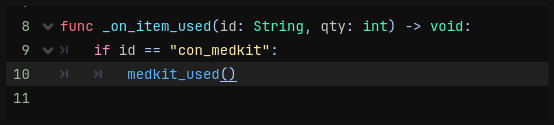 8 func _on_item_used(id: String, qty: int) -> void:
9 if id == "con_medkit":
10 medkit_used()
11